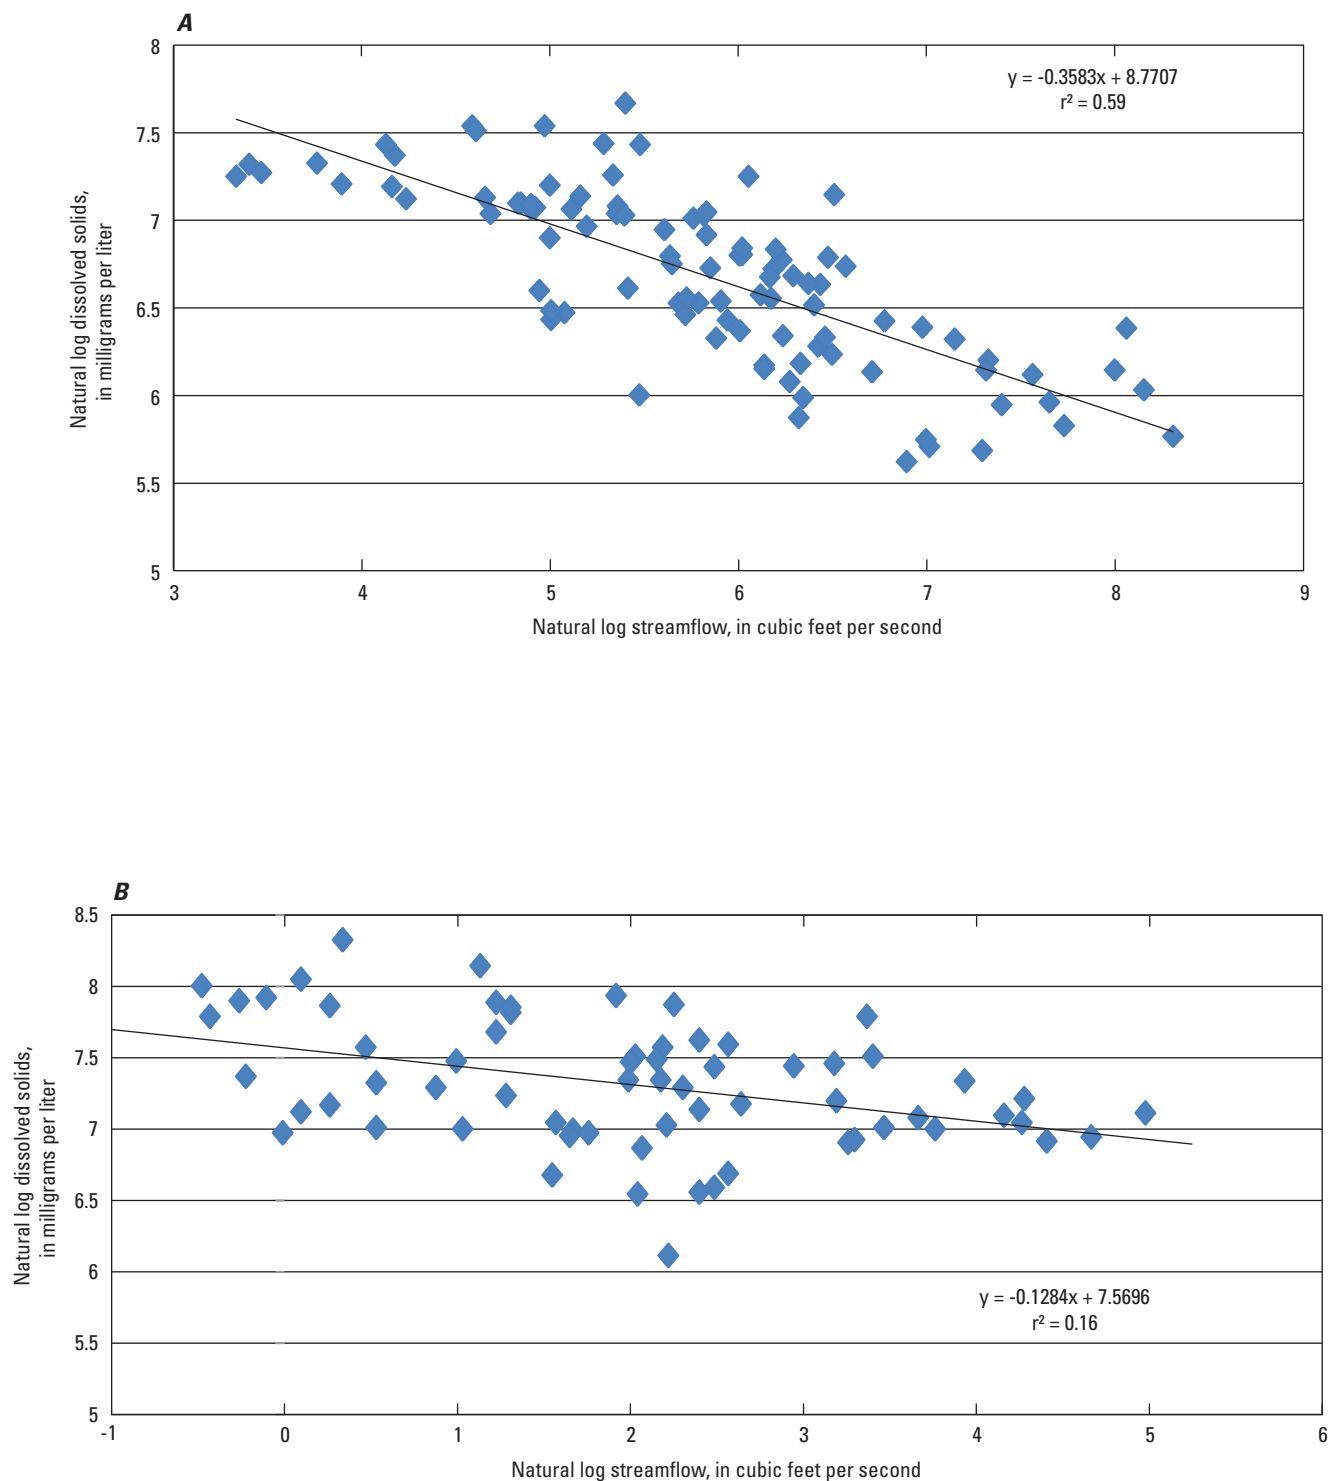 A
8
7.5
7
6.5
6
5.5
5
y = -0.3583x + 8.7707
r² = 0.59
Natural log dissolved solids,
in milligrams per liter
3 4 5 6 7 8 9
Natural log streamflow, in cubic feet per second
B
8.5
8
7.5
7
6.5
6
5.5
5
Natural log dissolved solids,
in milligrams per liter
y = -0.1284x + 7.5696
r² = 0.16
-1 0 1 2 3 4 5 6
Natural log streamflow, in cubic feet per second